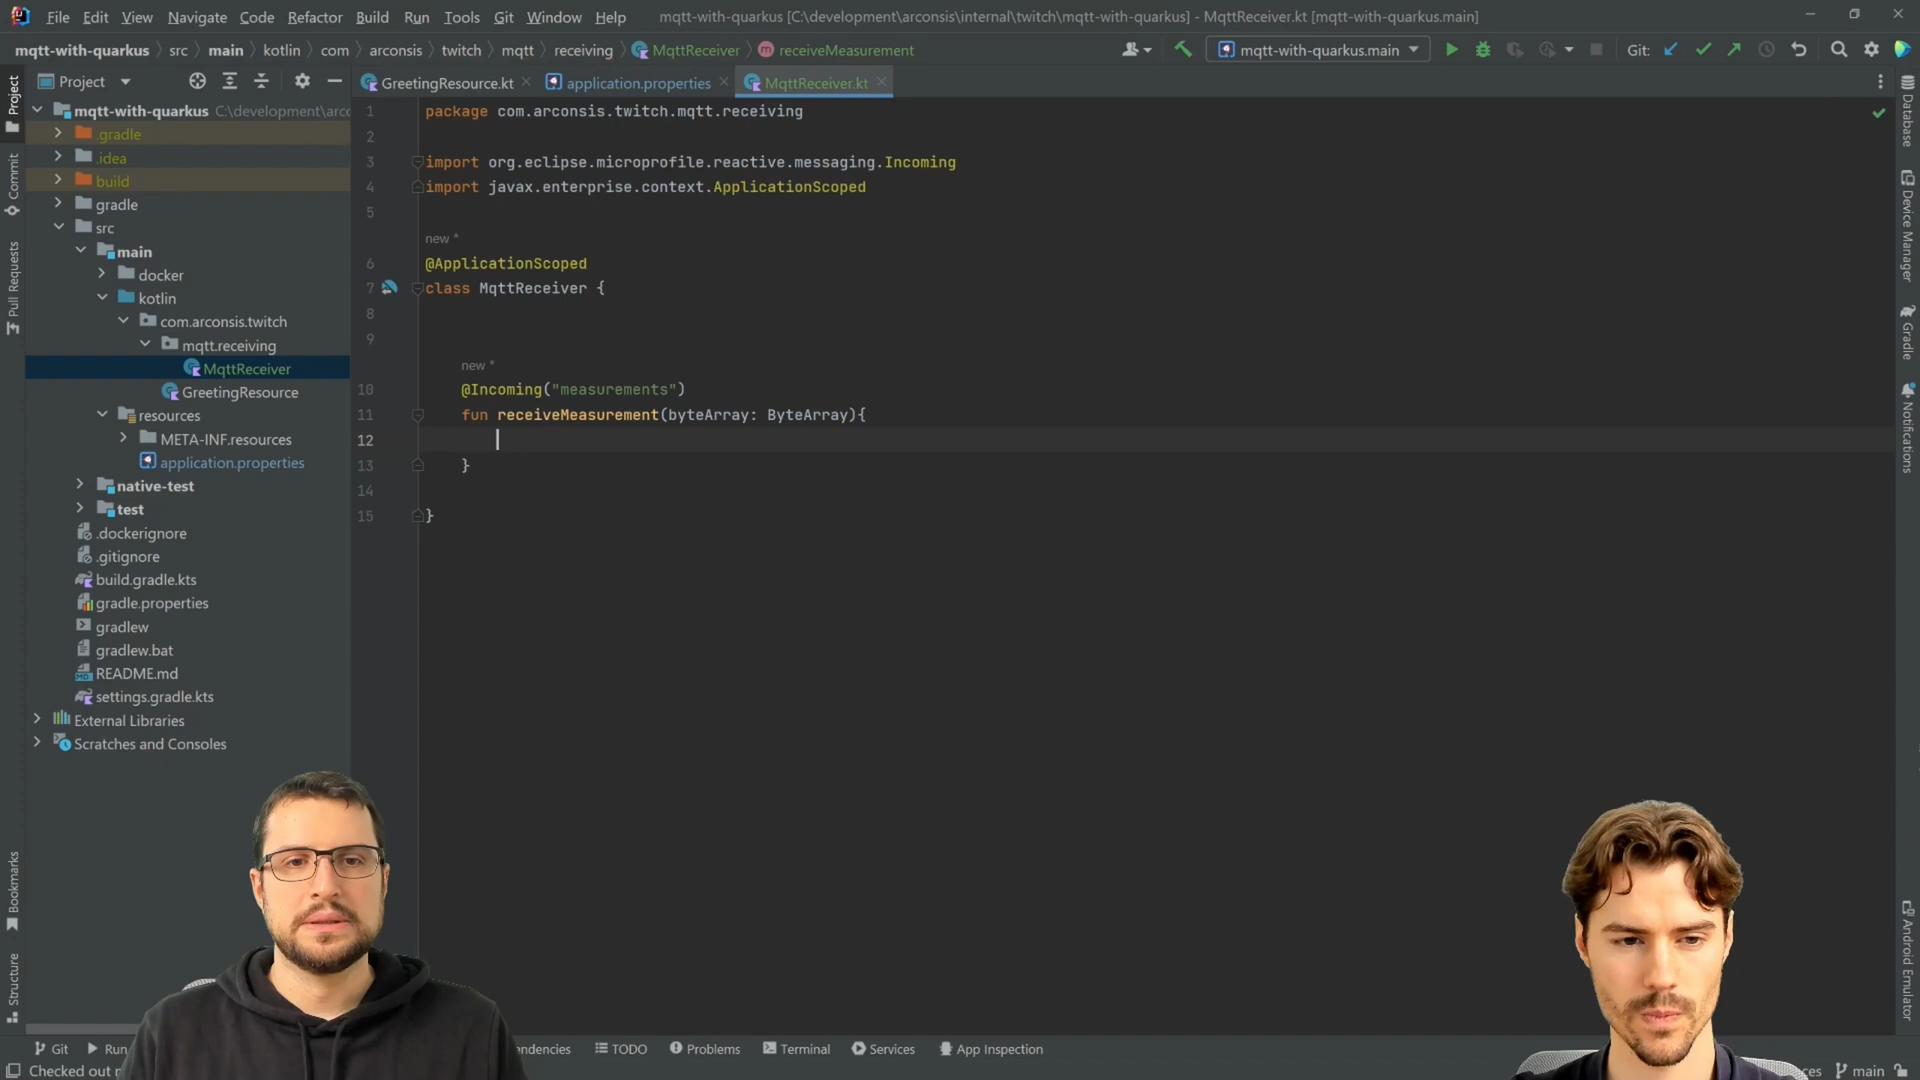 File Edit View Navigate Code Refactor Build Run Tools Git Window Help mqtt-with-quarkus [C:\development\arconsis\internal\twitch\mqtt-with-quarkus] - MqttReceiver.kt [mqtt-with-quarkus.main]
mqtt-with-quarkus src main kotlin com arconsis twitch mqtt receiving MqttReceiver receiveMeasurement mqtt-with-quarkus.main Git:
Project
GreetingResource.kt application.properties MqttReceiver.kt
mqtt-with-quarkus C:\development\arco
.gradle
.idea
build
gradle
src
main
docker
kotlin
com.arconsis.twitch
mqtt.receiving
MqttReceiver
GreetingResource
resources
META-INF.resources
application.properties
native-test
test
.dockerignore
.gitignore
build.gradle.kts
gradle.properties
gradlew
gradlew.bat
README.md
settings.gradle.kts
External Libraries
Scratches and Consoles
1 package com.arconsis.twitch.mqtt.receiving
2
3 import org.eclipse.microprofile.reactive.messaging.Incoming
4 import javax.enterprise.context.ApplicationScoped
5
new *
6 @ApplicationScoped
7 class MqttReceiver {
8
9
new *
10 @Incoming("measurements")
11 fun receiveMeasurement(byteArray: ByteArray){
12
13 }
14
15 }
Project
Commit
Pull Requests
Bookmarks
Structure
Database
Device Manager
Gradle
Notifications
Android Emulator
Git Run ndencies TODO Problems Terminal Services App Inspection
Checked out n ces main